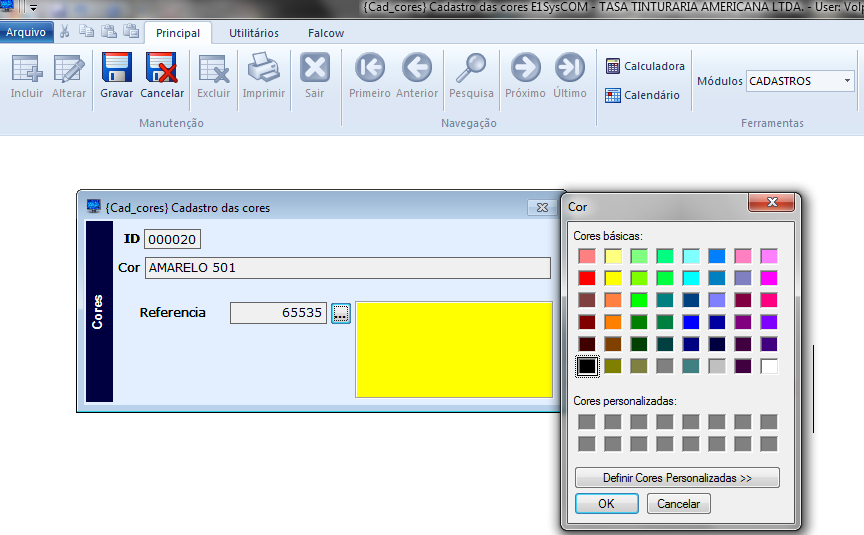 {Cad_cores} Cadastro das cores E1SysCOM - TASA TINTURARIA AMERICANA LTDA. - User: Volp
Arquivo Principal Utilitários Falcow
Incluir Alterar Gravar Cancelar Excluir Imprimir Sair Primeiro Anterior Pesquisa Próximo Último
Calculadora
Calendário
Módulos CADASTROS
Manutenção Navegação Ferramentas
{Cad_cores} Cadastro das cores
Cores
ID 000020
Cor AMARELO 501
Referencia 65535 ...
Cor
Cores básicas:
Cores personalizadas:
Definir Cores Personalizadas >>
OK Cancelar